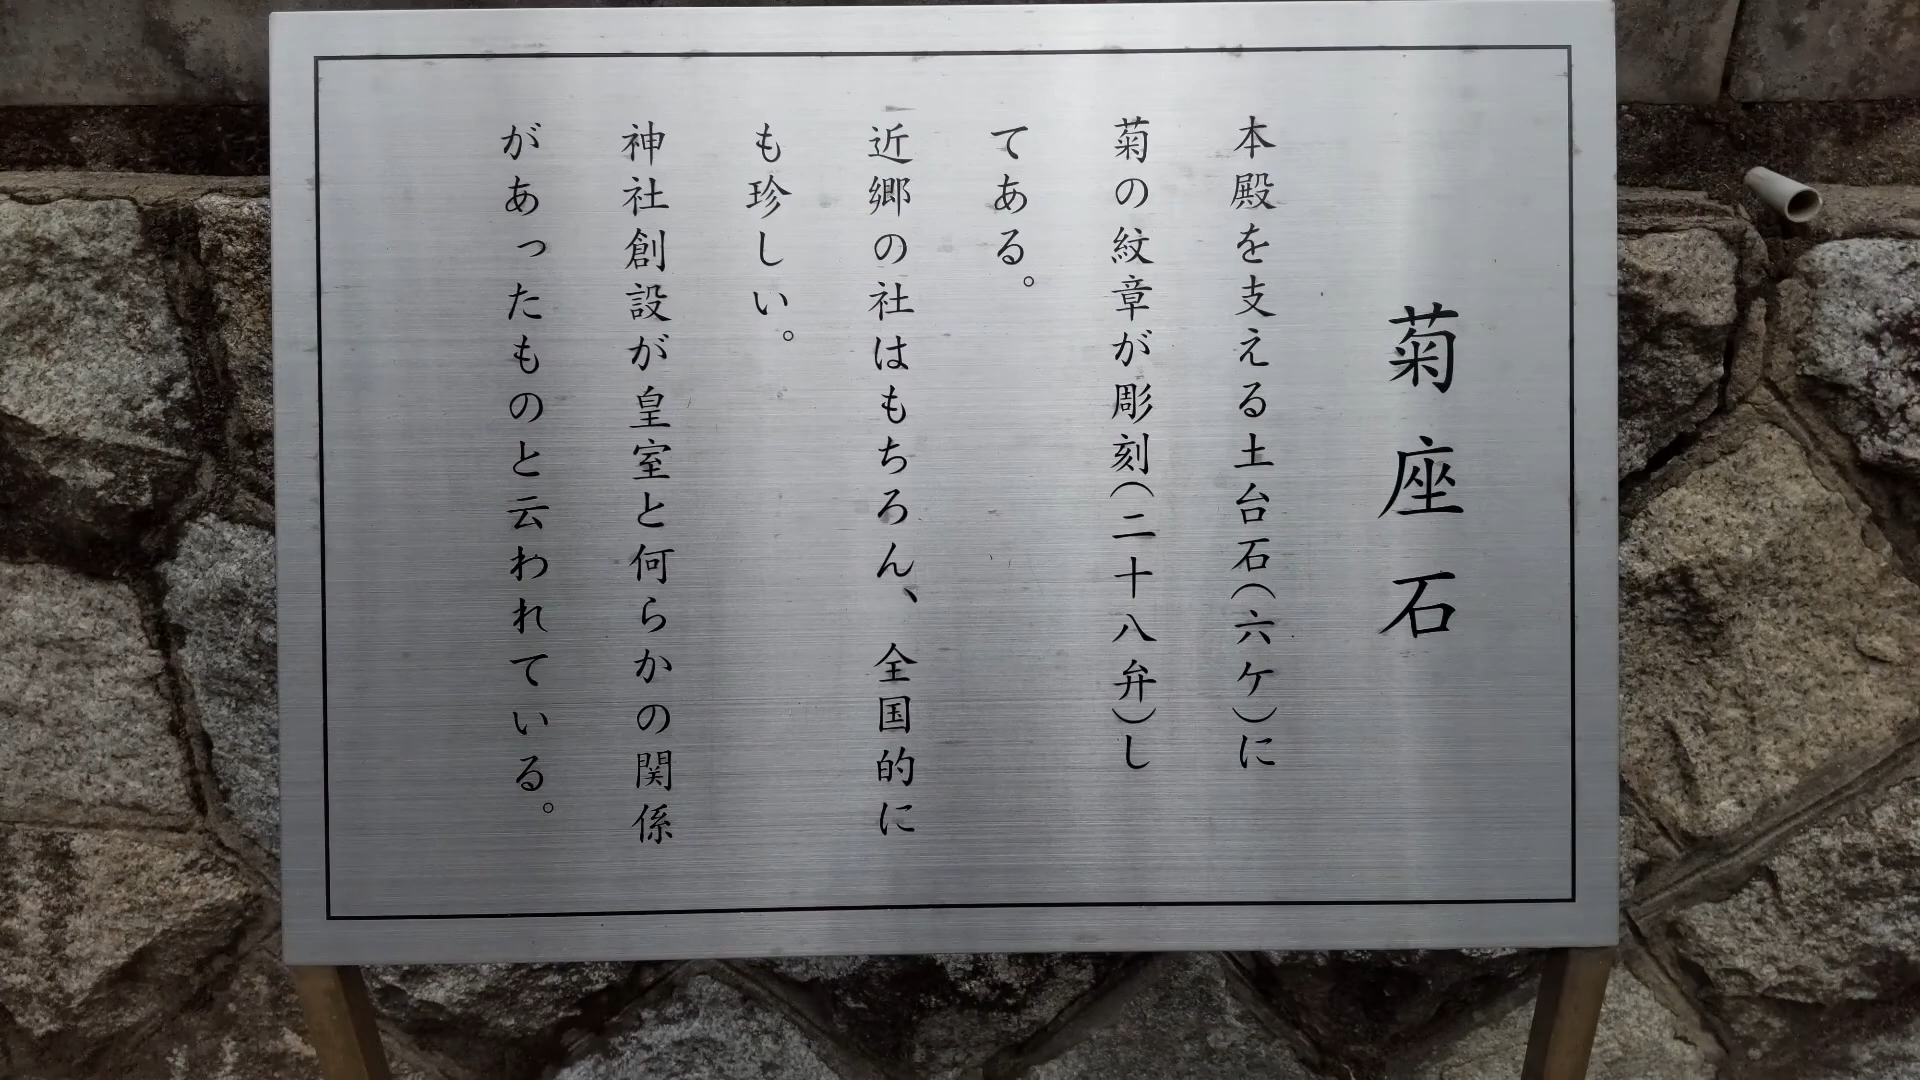 菊座石
本殿を支える土台石(六ケ)に
菊の紋章が彫刻(二十八弁)し
てある。
近郷の社はもちろん、全国的に
も珍しい。
神社創設が皇室と何らかの関係
があったものと云われている。